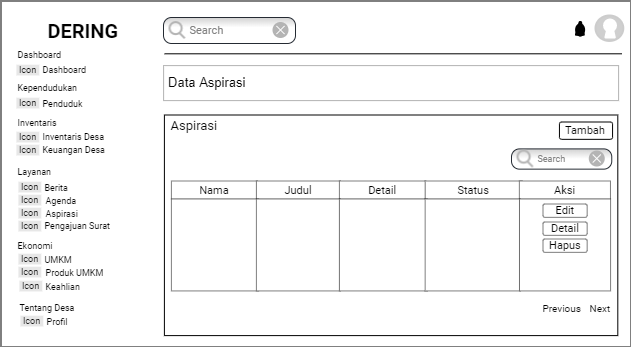 DERING
Search
Dashboard
Icon Dashboard
Kependudukan
Icon Penduduk
Inventaris
Icon Inventaris Desa
Icon Keuangan Desa
Layanan
Icon Berita
Icon Agenda
Icon Aspirasi
Icon Pengajuan Surat
Ekonomi
Icon UMKM
Icon Produk UMKM
Icon Keahlian
Tentang Desa
Icon Profil
Data Aspirasi
Aspirasi
Tambah
Search
Nama Judul Detail Status Aksi
Edit
Detail
Hapus
Previous Next